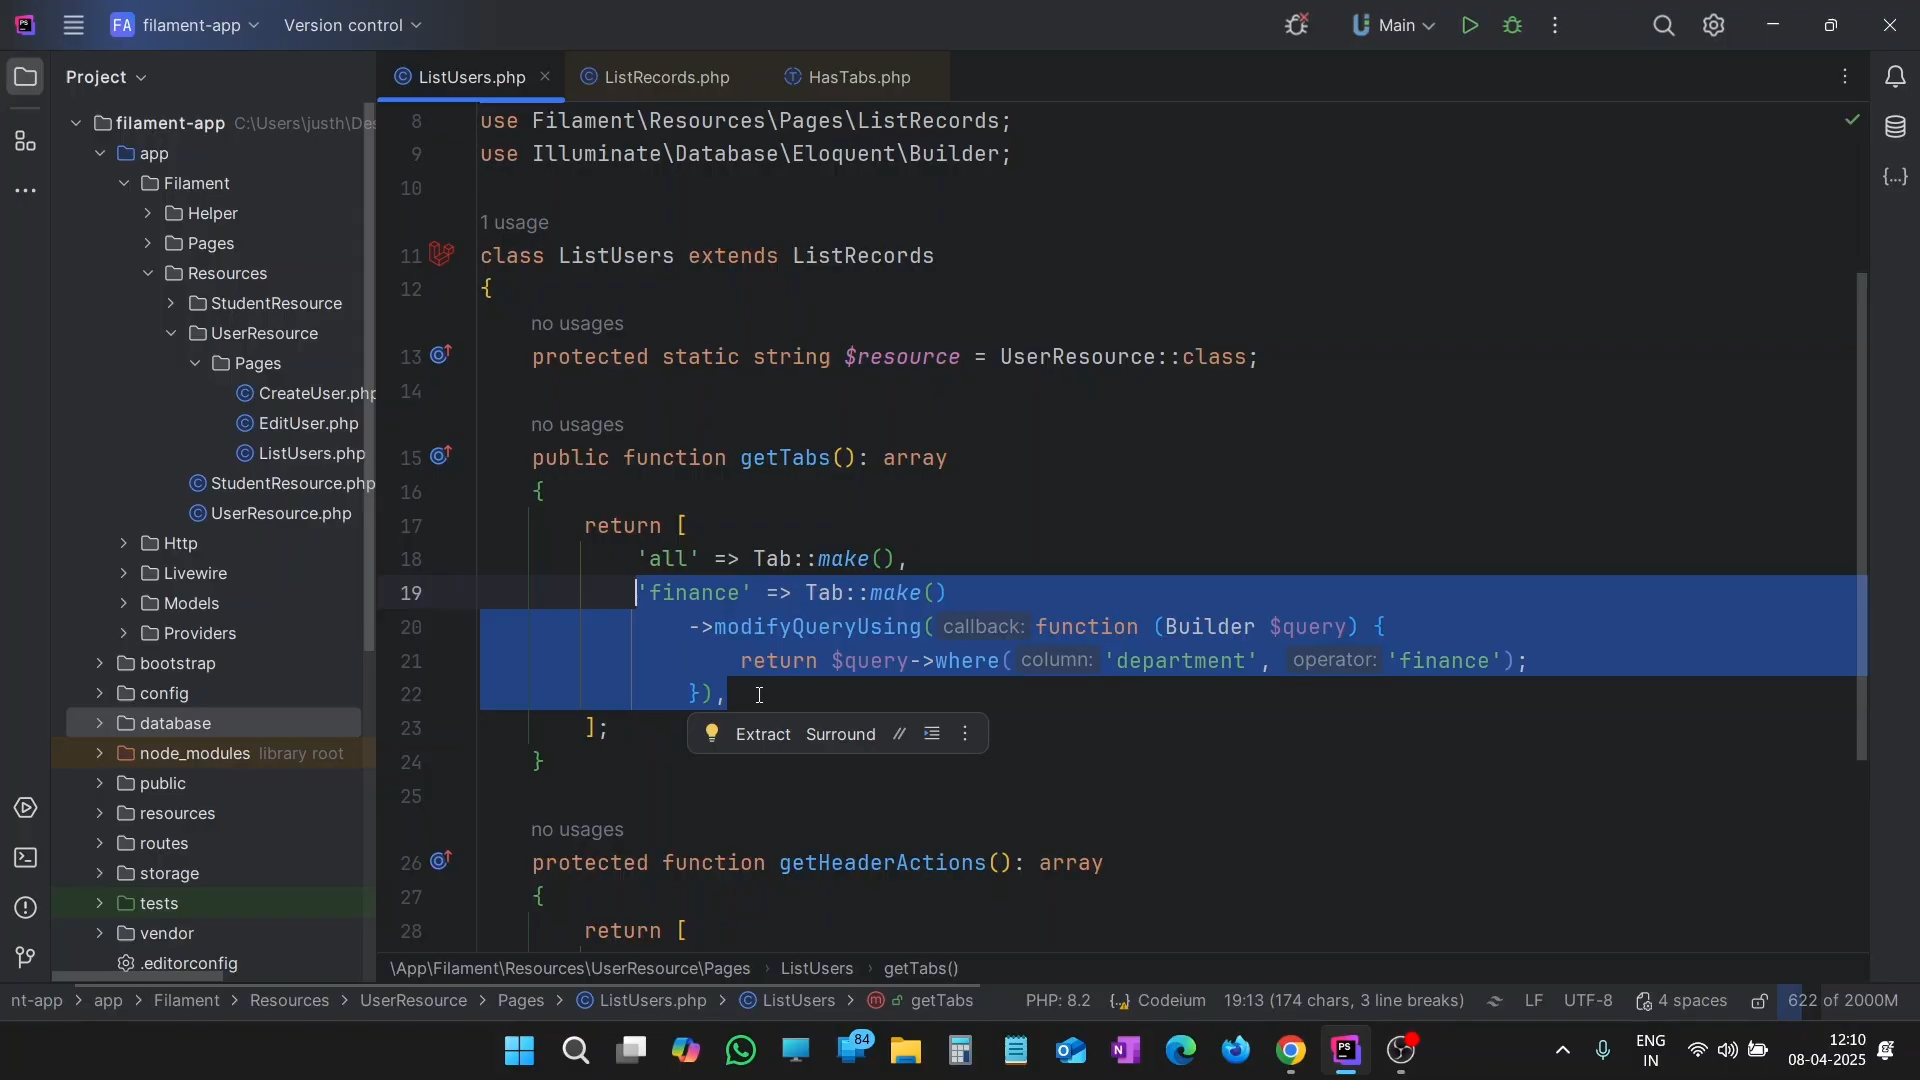 PS
FA filament-app
Version control
Main
Project
ListUsers.php
ListRecords.php
HasTabs.php
filament-app C:\Users\justh\De
app
Filament
Helper
Pages
Resources
StudentResource
UserResource
Pages
CreateUser.php
EditUser.php
ListUsers.php
StudentResource.php
UserResource.php
Http
Livewire
Models
Providers
bootstrap
config
database
node_modules library root
public
resources
routes
storage
tests
vendor
.editorconfig
8 use Filament\Resources\Pages\ListRecords;
9 use Illuminate\Database\Eloquent\Builder;
10
1 usage
11 class ListUsers extends ListRecords
12 {
no usages
13 protected static string $resource = UserResource::class;
14
no usages
15 public function getTabs(): array
16 {
17 return [
18 'all' => Tab::make(),
19 'finance' => Tab::make()
20 ->modifyQueryUsing( callback: function (Builder $query) {
21 return $query->where( column: 'department', operator: 'finance');
22 }),
23 ];
Extract Surround //
24 }
25
no usages
26 protected function getHeaderActions(): array
27 {
28 return [
\App\Filament\Resources\UserResource\Pages › ListUsers › getTabs()
nt-app › app › Filament › Resources › UserResource › Pages › ListUsers.php › ListUsers › getTabs
PHP: 8.2 {...} Codeium 19:13 (174 chars, 3 line breaks) LF UTF-8 4 spaces 622 of 2000M
84
PS
ENG
IN
12:10
08-04-2025